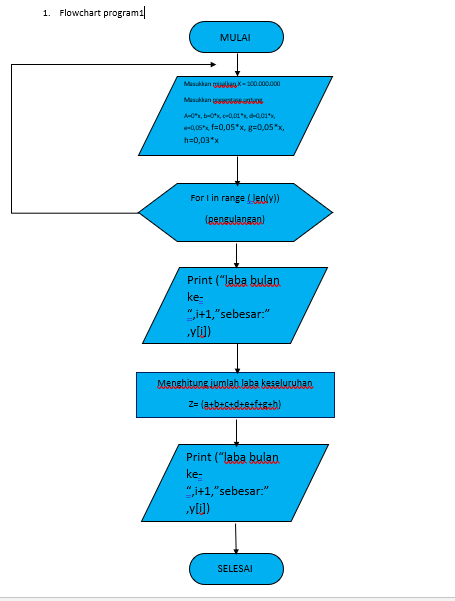 1. Flowchart program1
MULAI
Masukkan misalkan X = 100.000.000
Masukkan presentase untung
A=0*x, b=0*x, c=0,01*x, d=0,01*x,
e=0,05*x, f=0,05*x, g=0,05*x,
h=0,03*x
For I in range ( len(y))
(pengulangan)
Print (“laba bulan
ke-
“,i+1,”sebesar:”
,y[i])
Menghitung jumlah laba keseluruhan
Z= (a+b+c+d+e+f+g+h)
Print (“laba bulan
ke-
“,i+1,”sebesar:”
,y[i])
SELESAI